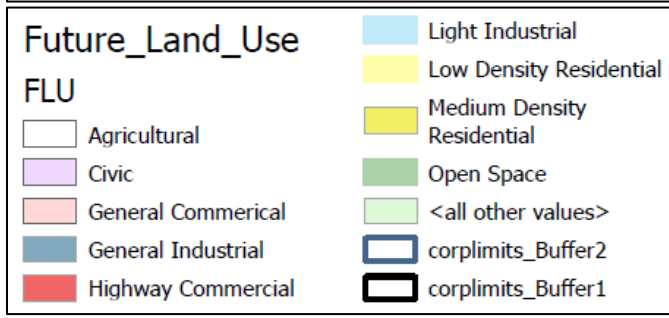 Future_Land_Use
FLU
Agricultural
Civic
General Commerical
General Industrial
Highway Commercial
Light Industrial
Low Density Residential
Medium Density
Residential
Open Space
<all other values>
corplimits_Buffer2
corplimits_Buffer1